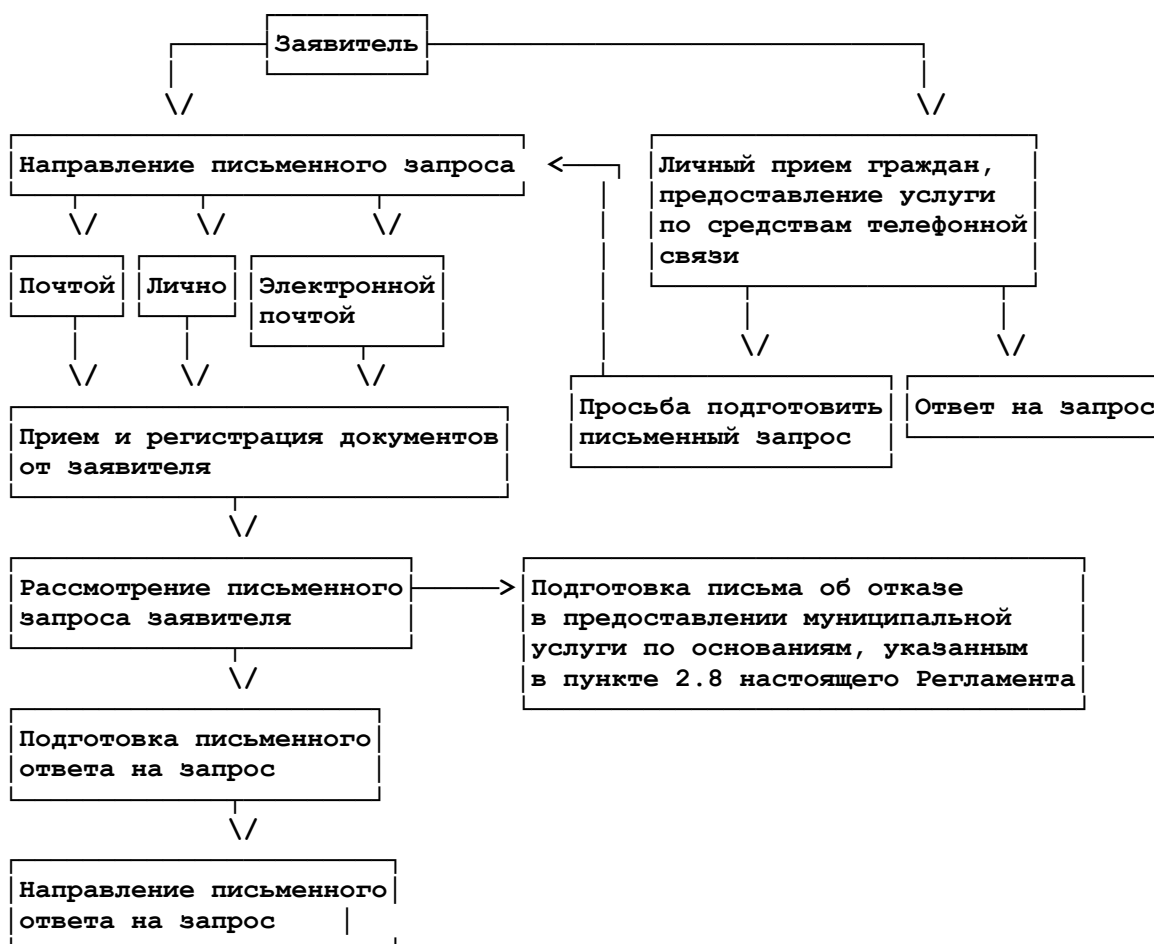 Заявитель
Направление письменного запроса
Личный прием граждан,
предоставление услуги
по средствам телефонной
связи
Почтой
Лично
Электронной
почтой
Просьба подготовить
письменный запрос
Ответ на запрос
Прием и регистрация документов
от заявителя
Рассмотрение письменного
запроса заявителя
Подготовка письма об отказе
в предоставлении муниципальной
услуги по основаниям, указанным
в пункте 2.8 настоящего Регламента
Подготовка письменного
ответа на запрос
Направление письменного
ответа на запрос